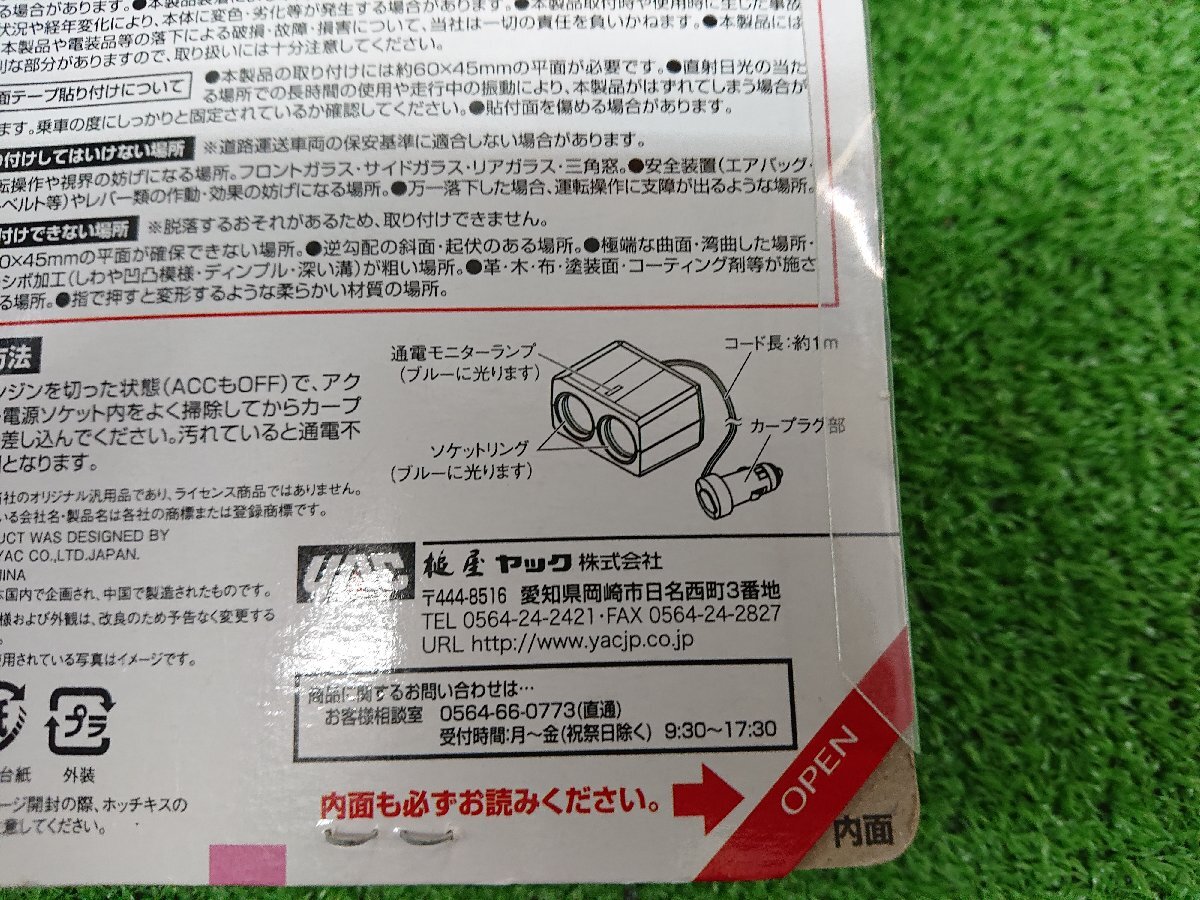 る場合があります。●本製品装着に
●本製品取付時や使用時に生じた事故
状況や経年変化により、本体に変色・劣化等が発生する場合があります。●本製品には
本製品や電装品等の落下による破損・故障・損害について、当社は一切の責任を負いかねます。
利な部分がありますので、取り扱いには十分注意してください。
面テープ貼り付けについて ●本製品の取り付けには約60×45mmの平面が必要です。●直射日光の当た
る場所での長時間の使用や走行中の振動により、本製品がはずれてしまう場合が
ます。乗車の度にしっかりと固定されているか確認してください。●貼付面を傷める場合があります。
り付けしてはいけない場所 ※道路運送車両の保安基準に適合しない場合があります。
転操作や視界の妨げになる場所。フロントガラス・サイドガラス・リアガラス・三角窓。●安全装置(エアバッグ・
ベルト等)やレバー類の作動・効果の妨げになる場所。●万一落下した場合、運転操作に支障が出るような場所。
付けできない場所 ※脱落するおそれがあるため、取り付けできません。
0×45mmの平面が確保できない場所。●逆勾配の斜面・起伏のある場所。●極端な曲面・湾曲した場所・
シボ加工(しわや凹凸模様・ディンプル・深い溝)が粗い場所。●革・木・布・塗装面・コーティング剤等が施さ
る場所。●指で押すと変形するような柔らかい材質の場所。
方法
ンジンを切った状態(ACCもOFF)で、アク
電源ソケット内をよく掃除してからカープ
差し込んでください。汚れていると通電不
となります。
通電モニターランプ
(ブルーに光ります)
コード長：約1m
ソケットリング
(ブルーに光ります)
カープラグ部
社のオリジナル汎用品であり、ライセンス商品ではありません。
いる会社名・製品名は各社の商標または登録商標です。
UCT WAS DESIGNED BY
YAC CO.,LTD.JAPAN.
HINA
本国内で企画され、中国で製造されたものです。
様および外観は、改良のため予告なく変更する
使用されている写真はイメージです。
プラ
台紙 外装
ージ開封の際、ホッチキスの
注意してください。
YAC 槌屋ヤック株式会社
〒444-8516 愛知県岡崎市日名西町3番地
TEL 0564-24-2421・FAX 0564-24-2827
URL http://www.yacjp.co.jp
商品に関するお問い合わせは…
お客様相談室 0564-66-0773(直通)
受付時間:月～金(祝祭日除く) 9:30～17:30
内面も必ずお読みください。
OPEN
内面